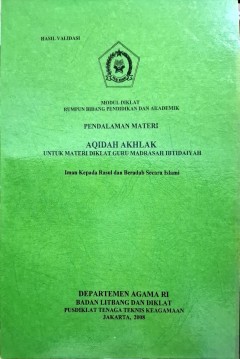 HASIL VALIDASI
MODUL DIKLAT
RUMPUN BIDANG PENDIDIKAN DAN AKADEMIK
PENDALAMAN MATERI
AQIDAH AKHLAK
UNTUK MATERI DIKLAT GURU MADRASAH IBTIDAIYAH
Iman Kepada Rasul dan Beradab Secara Islami
DEPARTEMEN AGAMA RI
BADAN LITBANG DAN DIKLAT
PUSDIKLAT TENAGA TEKNIS KEAGAMAAN
JAKARTA, 2008